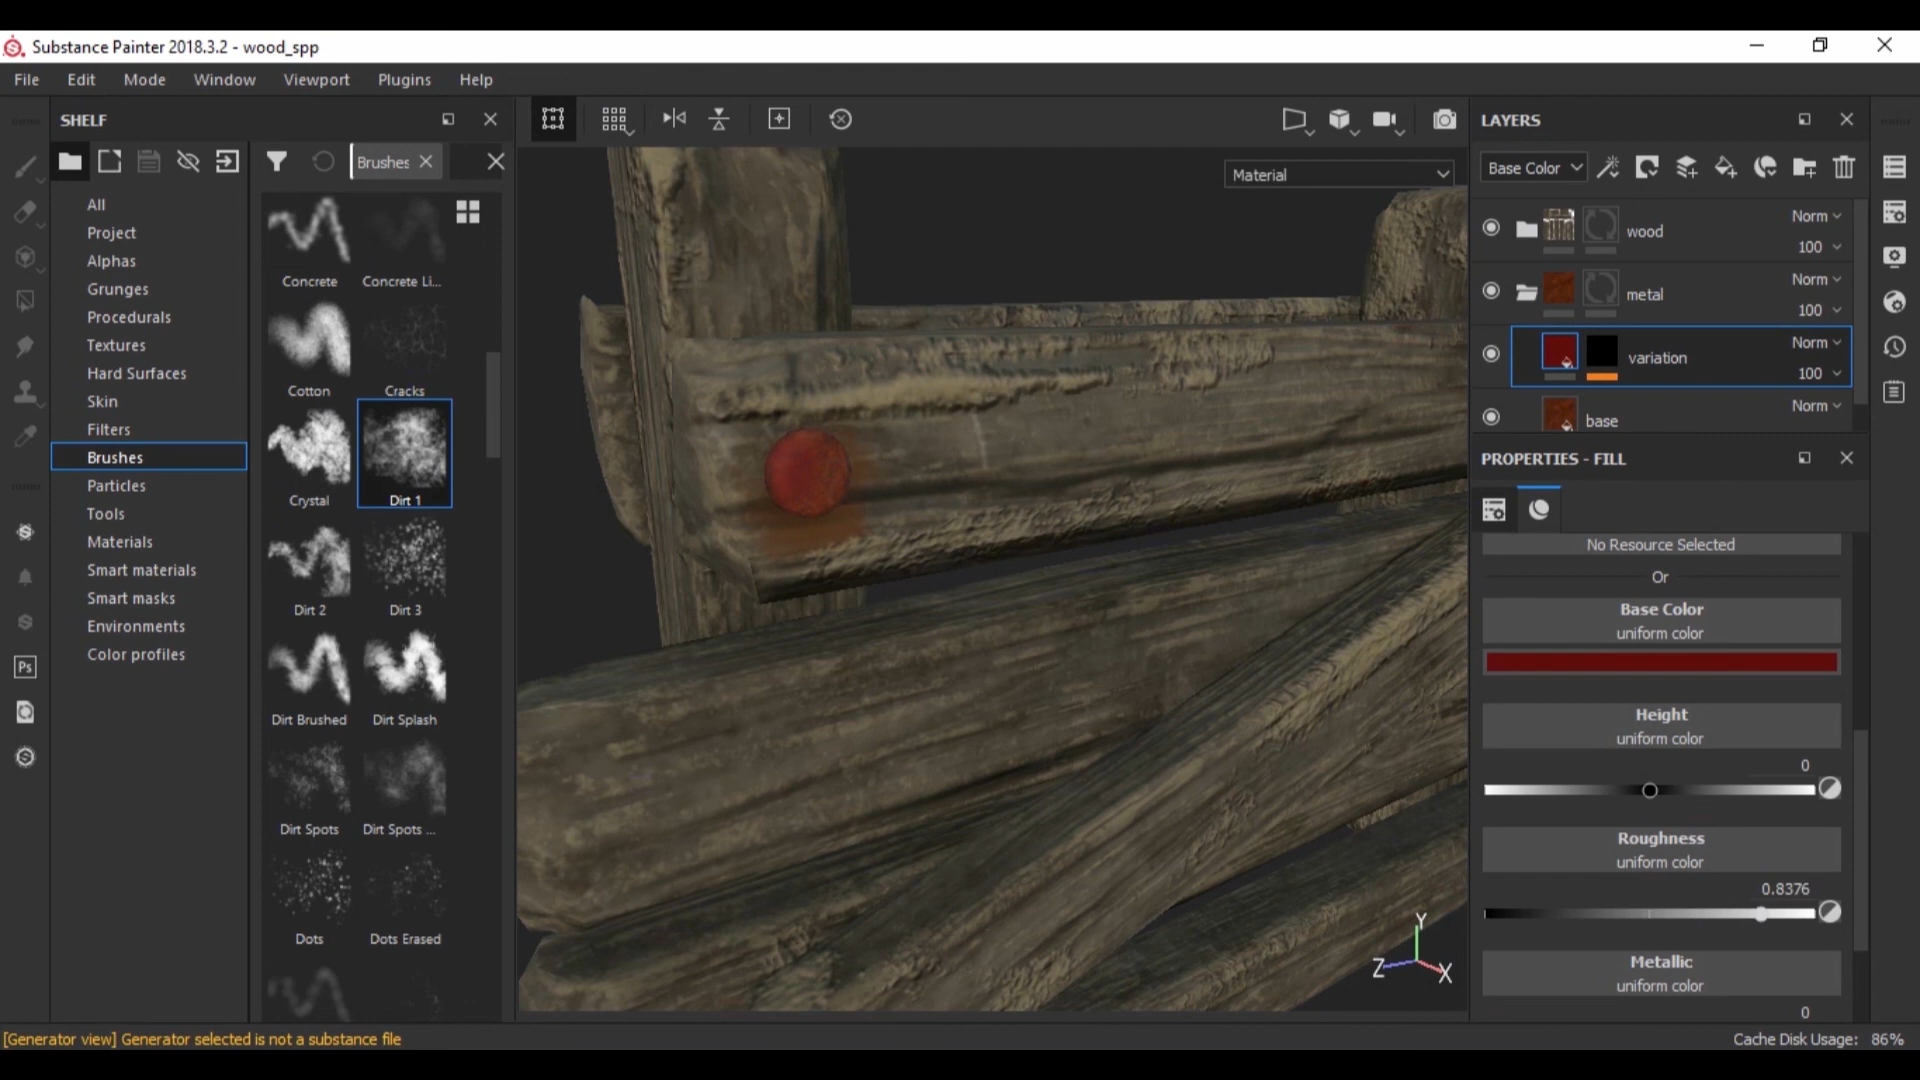 Substance Painter 2018.3.2 - wood_spp
File Edit Mode Window Viewport Plugins Help
SHELF
Brushes
All
Project
Alphas
Grunges
Procedurals
Textures
Hard Surfaces
Skin
Filters
Brushes
Particles
Tools
Materials
Smart materials
Smart masks
Environments
Color profiles
Ps
Concrete Concrete Li...
Cotton Cracks
Crystal Dirt 1
Dirt 2 Dirt 3
Dirt Brushed Dirt Splash
Dirt Spots Dirt Spots ...
Dots Dots Erased
Material
Y
Z X
LAYERS
Base Color
wood Norm
100
metal Norm
100
variation Norm
100
base Norm
PROPERTIES - FILL
No Resource Selected
Or
Base Color
uniform color
Height
uniform color
0
Roughness
uniform color
0.8376
Metallic
uniform color
0
[Generator view] Generator selected is not a substance file
Cache Disk Usage: 86%